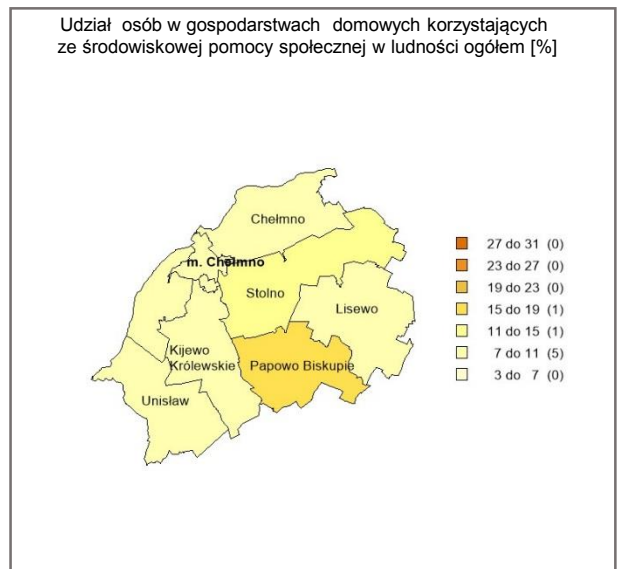 Udział osób w gospodarstwach domowych korzystających
ze środowiskowej pomocy społecznej w ludności ogółem [%]
Chełmno
m. Chełmno
Stolno
Lisewo
Kijewo
Królewskie
Papowo Biskupie
Unisław
27 do 31 (0)
23 do 27 (0)
19 do 23 (0)
15 do 19 (1)
11 do 15 (1)
7 do 11 (5)
3 do 7 (0)